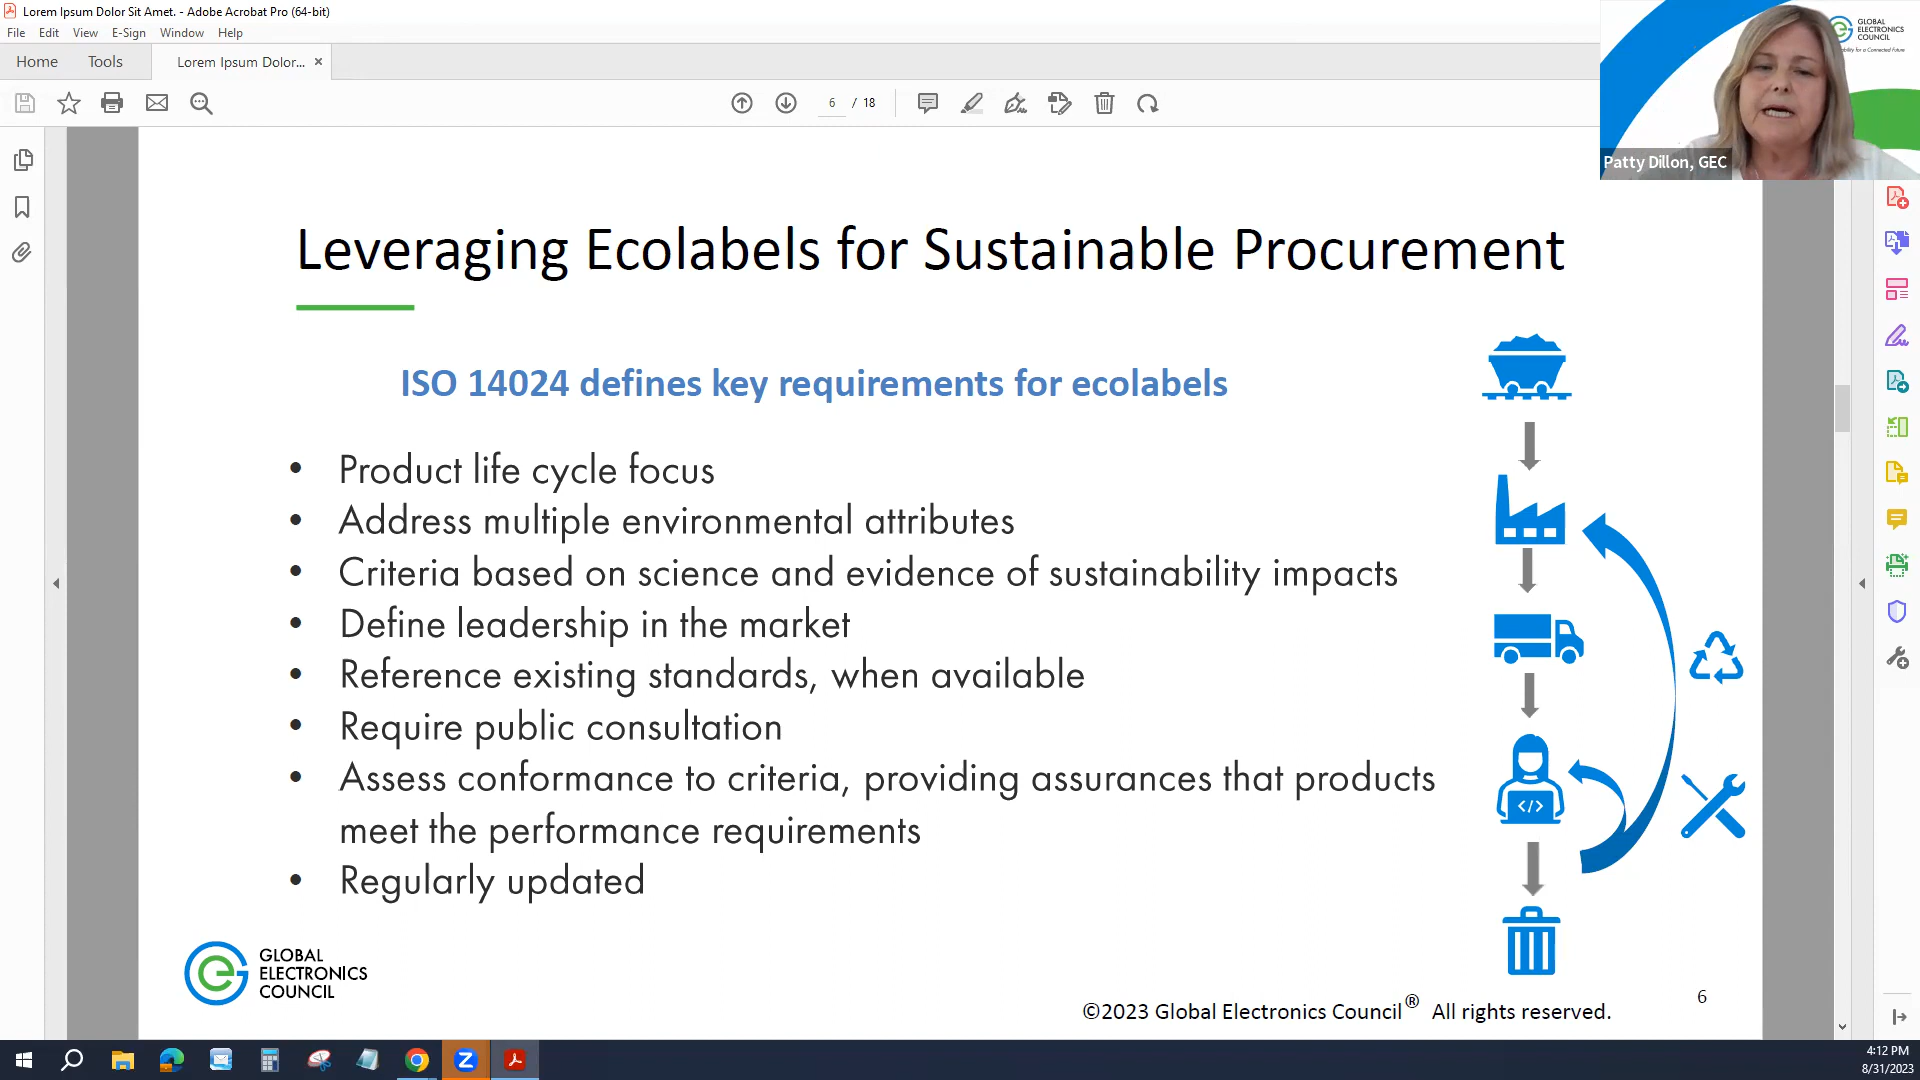 Lorem Ipsum Dolor Sit Amet. - Adobe Acrobat Pro (64-bit)
File Edit View E-Sign Window Help
Home Tools Lorem Ipsum Dolor... ×
6 / 18
GLOBAL
ELECTRONICS
COUNCIL
Patty Dillon, GEC
Leveraging Ecolabels for Sustainable Procurement
ISO 14024 defines key requirements for ecolabels
• Product life cycle focus
• Address multiple environmental attributes
• Criteria based on science and evidence of sustainability impacts
• Define leadership in the market
• Reference existing standards, when available
• Require public consultation
• Assess conformance to criteria, providing assurances that products
meet the performance requirements
• Regularly updated
</>
GLOBAL
ELECTRONICS
COUNCIL
©2023 Global Electronics Council® All rights reserved.
6
4:12 PM
8/31/2023